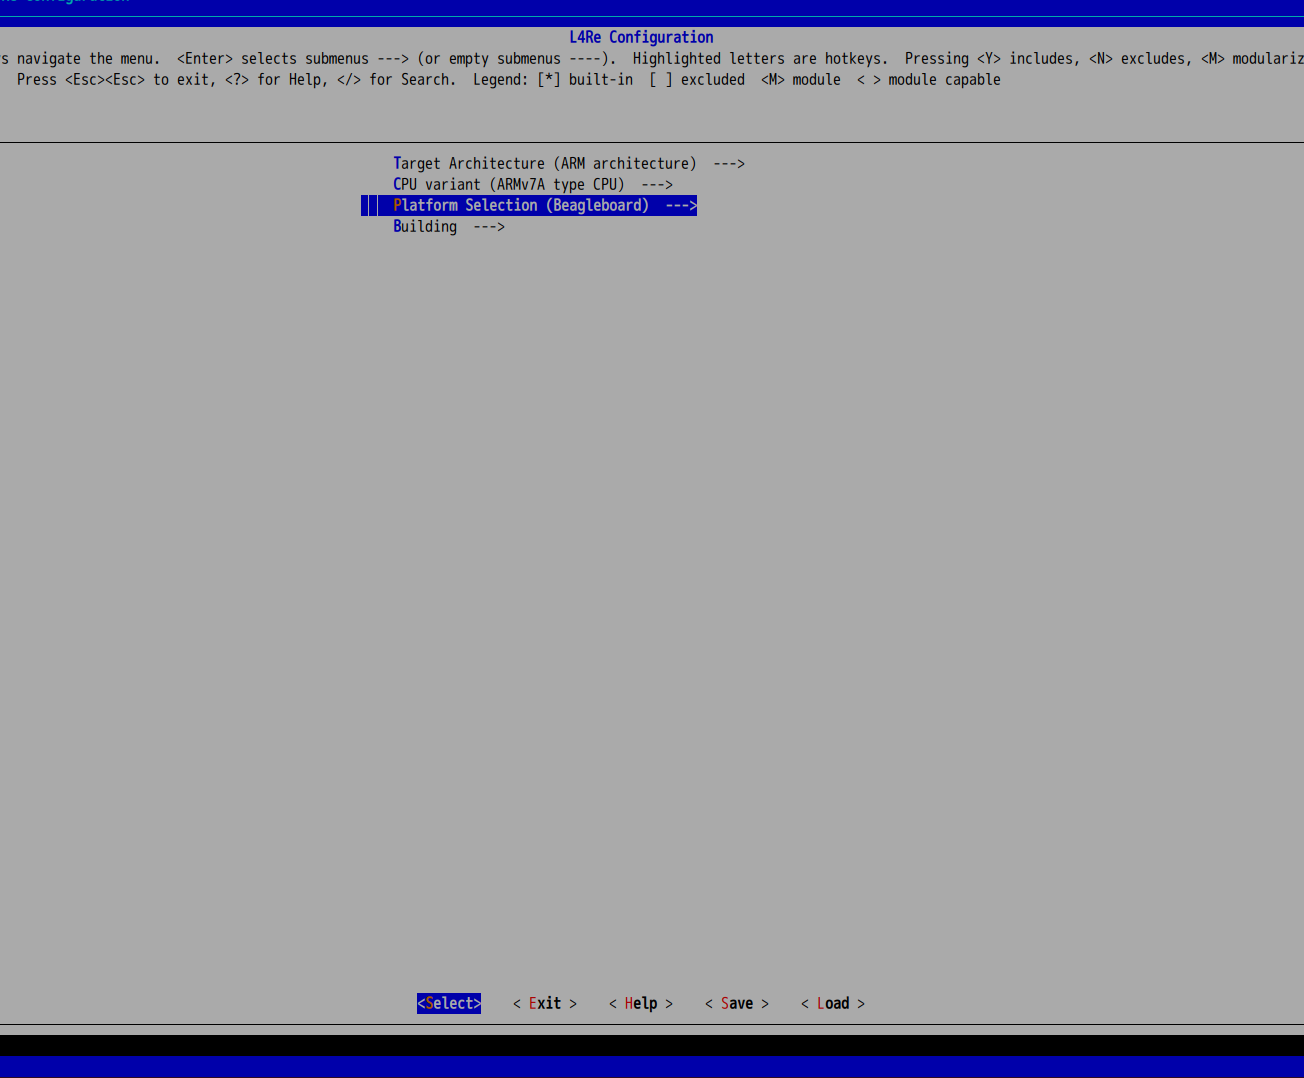 L4Re Configuration
s navigate the menu. <Enter> selects submenus ---> (or empty submenus ----). Highlighted letters are hotkeys. Pressing <Y> includes, <N> excludes, <M> modulariz
Press <Esc><Esc> to exit, <?> for Help, </> for Search. Legend: [*] built-in [ ] excluded <M> module < > module capable
Target Architecture (ARM architecture) --->
CPU variant (ARMv7A type CPU) --->
Platform Selection (Beagleboard) --->
Building --->
<Select> < Exit > < Help > < Save > < Load >